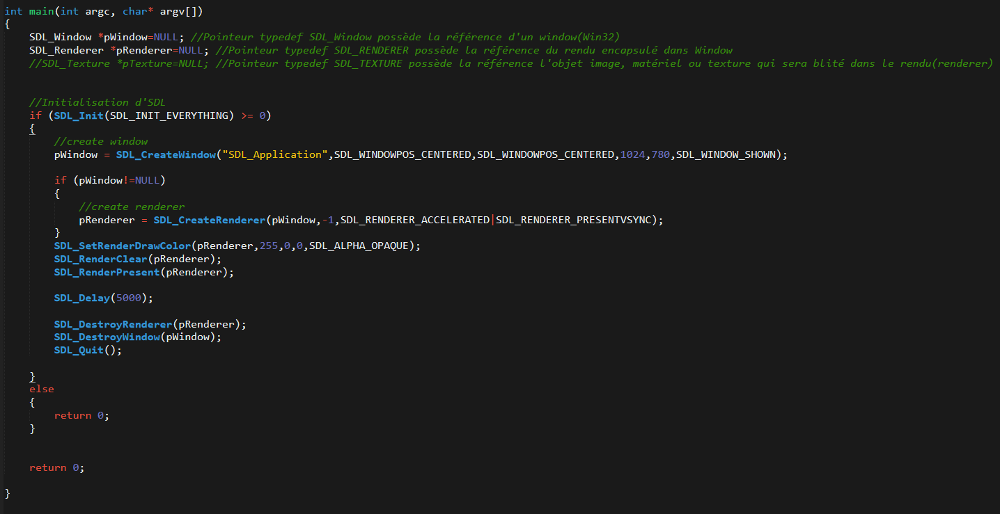 int main(int argc, char* argv[])
{
    SDL_Window *pWindow=NULL; //Pointeur typedef SDL_Window possède la référence d'un window(Win32)
    SDL_Renderer *pRenderer=NULL; //Pointeur typedef SDL_RENDERER possède la référence du rendu encapsulé dans Window
    //SDL_Texture *pTexture=NULL; //Pointeur typedef SDL_TEXTURE possède la référence l'objet image, matériel ou texture qui sera blité dans le rendu(renderer)
    //Initialisation d'SDL
    if (SDL_Init(SDL_INIT_EVERYTHING) >= 0)
    {
        //create window
        pWindow = SDL_CreateWindow("SDL_Application",SDL_WINDOWPOS_CENTERED,SDL_WINDOWPOS_CENTERED,1024,780,SDL_WINDOW_SHOWN);
        if (pWindow!=NULL)
        {
            //create renderer
            pRenderer = SDL_CreateRenderer(pWindow,-1,SDL_RENDERER_ACCELERATED|SDL_RENDERER_PRESENTVSYNC);
        }
        SDL_SetRenderDrawColor(pRenderer,255,0,0,SDL_ALPHA_OPAQUE);
        SDL_RenderClear(pRenderer);
        SDL_RenderPresent(pRenderer);
        SDL_Delay(5000);
        SDL_DestroyRenderer(pRenderer);
        SDL_DestroyWindow(pWindow);
        SDL_Quit();
    }
    else
    {
        return 0;
    }
    return 0;
}